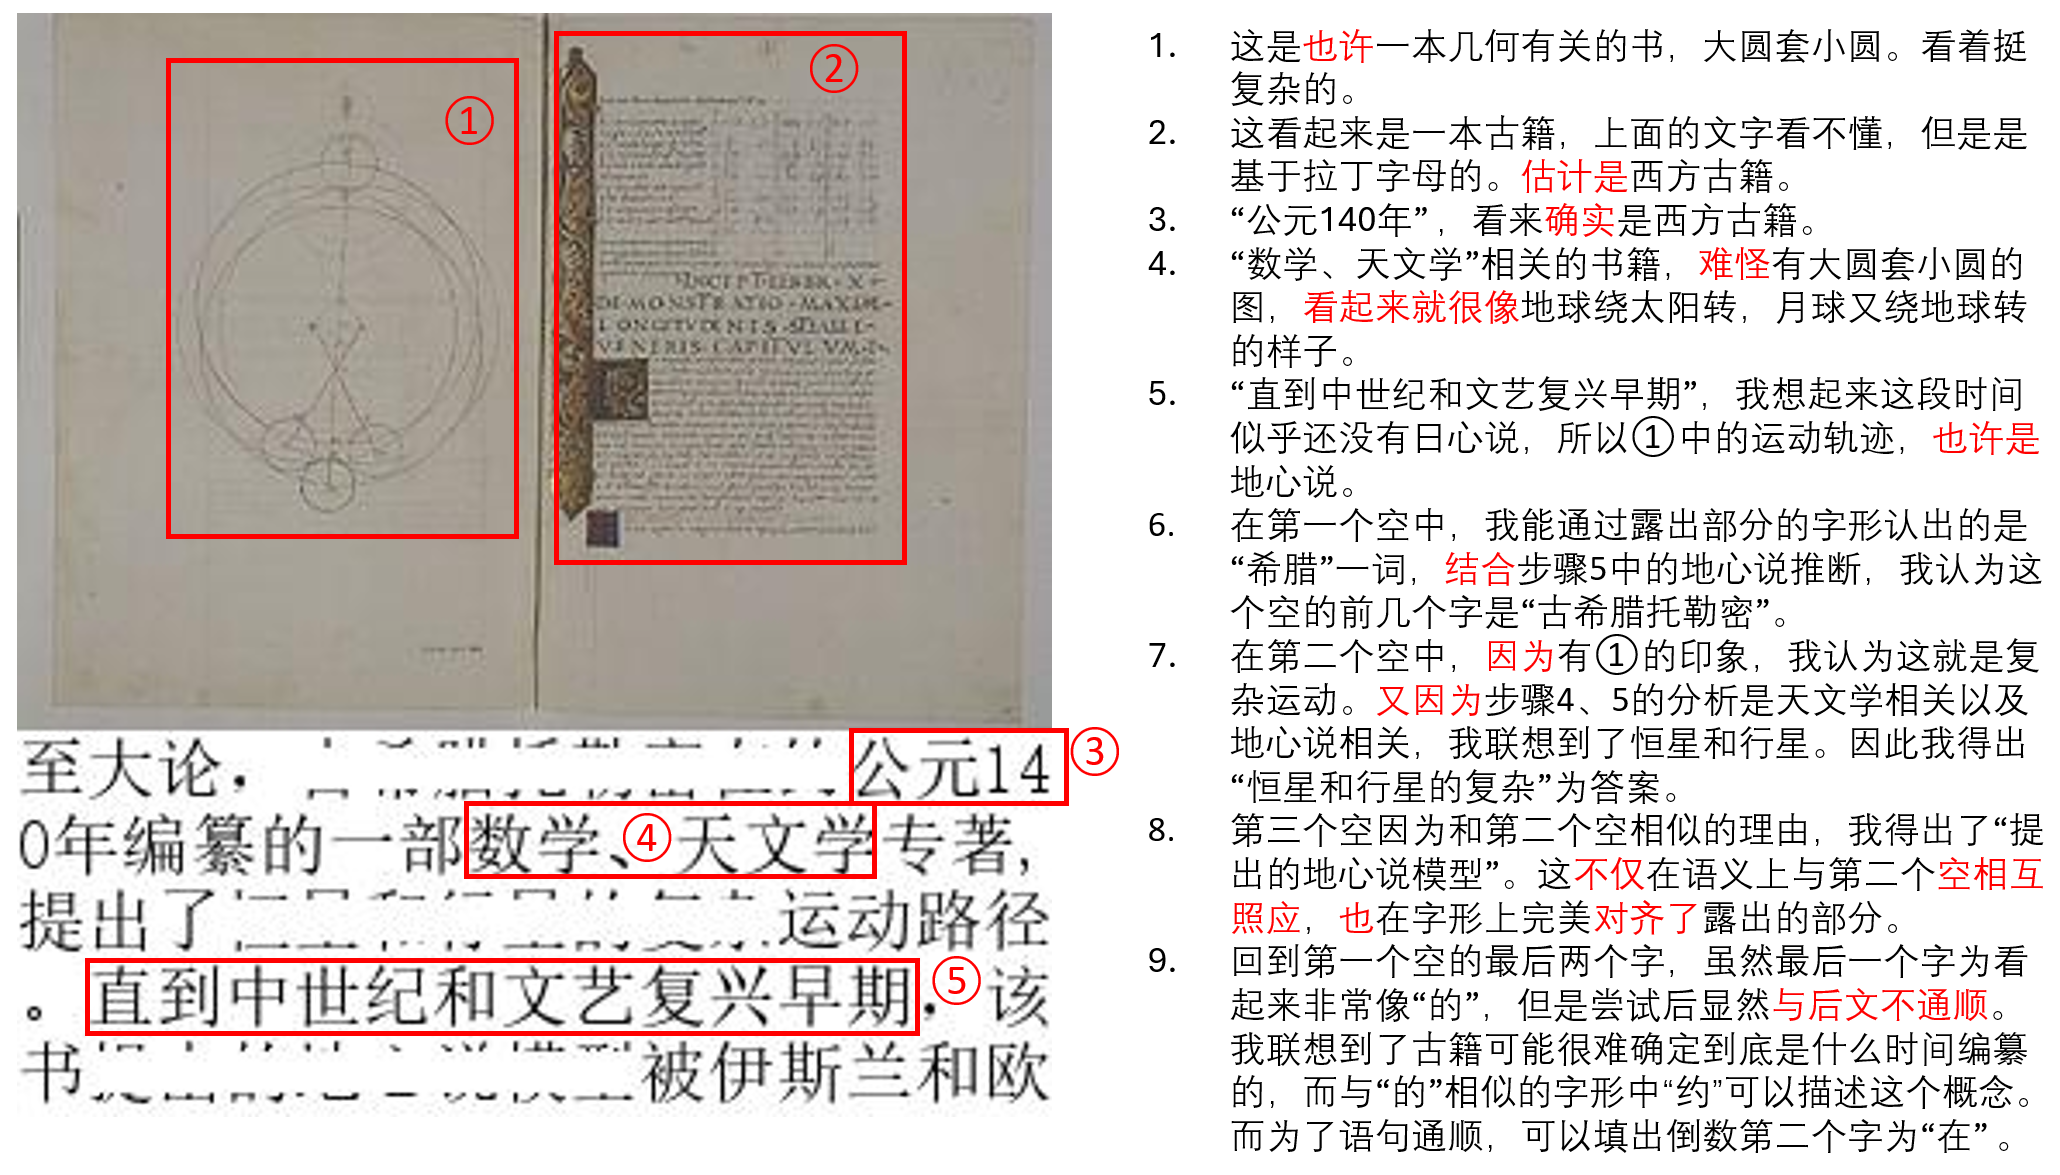 ①
②
INCIPIT LIBER · X ·
DEMONSTRATIO · MAXIM
LONGITVDINIS · STELLE
VENERIS · CAPITVLVM · I ·
至大论,
公元14
③
0年编纂的一部数学、天文学专著,
④
提出了
运动路径
。直到中世纪和文艺复兴早期,该
⑤
书
被伊斯兰和欧
1. 这是也许一本几何有关的书，大圆套小圆。看着挺
复杂的。
2. 这看起来是一本古籍，上面的文字看不懂，但是是
基于拉丁字母的。估计是西方古籍。
3. “公元140年”，看来确实是西方古籍。
4. “数学、天文学”相关的书籍，难怪有大圆套小圆的
图，看起来就很像地球绕太阳转，月球又绕地球转
的样子。
5. “直到中世纪和文艺复兴早期”，我想起来这段时间
似乎还没有日心说，所以①中的运动轨迹，也许是
地心说。
6. 在第一个空中，我能通过露出部分的字形认出的是
“希腊”一词，结合步骤5中的地心说推断，我认为这
个空的前几个字是“古希腊托勒密”。
7. 在第二个空中，因为有①的印象，我认为这就是复
杂运动。又因为步骤4、5的分析是天文学相关以及
地心说相关，我联想到了恒星和行星。因此我得出
“恒星和行星的复杂”为答案。
8. 第三个空因为和第二个空相似的理由，我得出了“提
出的地心说模型”。这不仅在语义上与第二个空相互
照应，也在字形上完美对齐了露出的部分。
9. 回到第一个空的最后两个字，虽然最后一个字为看
起来非常像“的”，但是尝试后显然与后文不通顺。
我联想到了古籍可能很难确定到底是什么时间编纂
的，而与“的”相似的字形中“约”可以描述这个概念。
而为了语句通顺，可以填出倒数第二个字为“在” 。